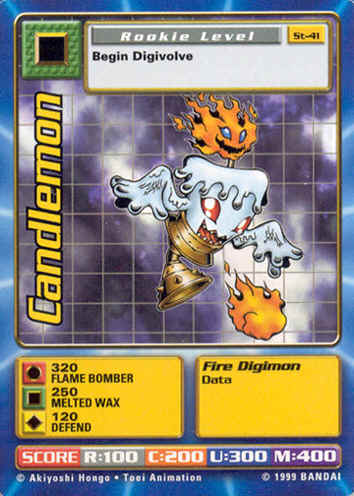 Rookie Level
St-41
Begin Digivolve
Candlemon
320
FLAME BOMBER
250
MELTED WAX
120
DEFEND
Fire Digimon
Data
SCORE R:100 C:200 U:300 M:400
© Akiyoshi Hongo • Toei Animation
© 1999 BANDAI